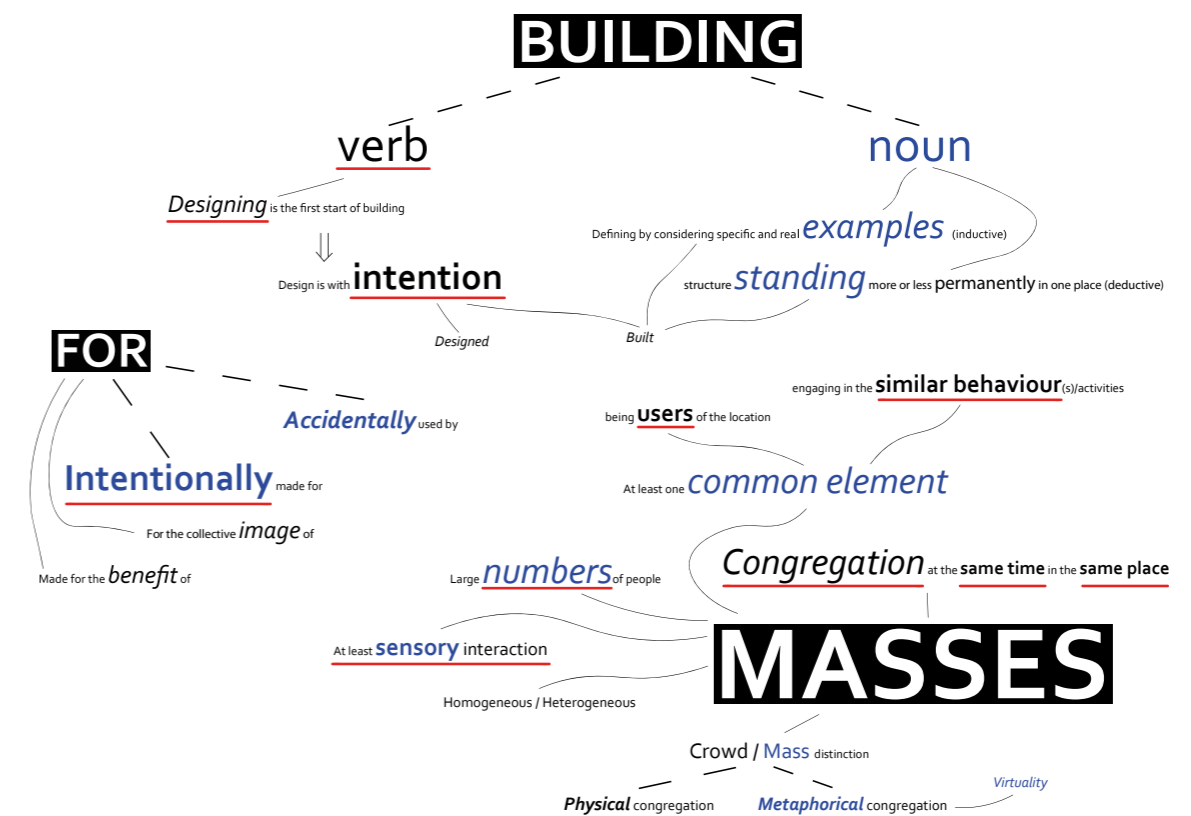 BUILDING
verb
noun
Designing is the first start of building
Defining by considering specific and real examples (inductive)
Design is with intention
structure standing more or less permanently in one place (deductive)
Designed
Built
FOR
Accidentally used by
engaging in the similar behaviour(s)/activities
being users of the location
Intentionally made for
At least one common element
For the collective image of
Made for the benefit of
Large numbers of people
Congregation at the same time in the same place
At least sensory interaction
MASSES
Homogeneous / Heterogeneous
Crowd / Mass distinction
Virtuality
Physical congregation
Metaphorical congregation